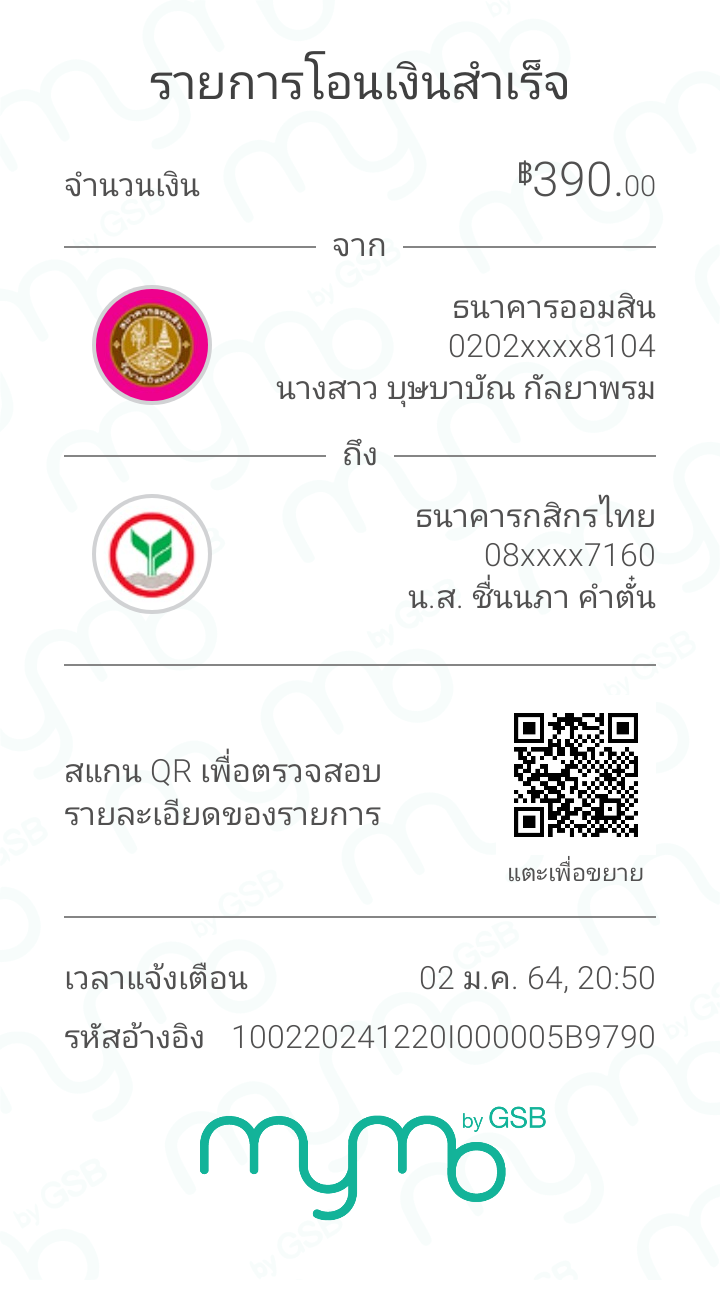 รายการโอนเงินสำเร็จ
จำนวนเงิน ฿390.00
จาก
ธนาคารออมสิน
0202xxxx8104
นางสาว บุษบาบัณ กัลยาพรม
ถึง
ธนาคารกสิกรไทย
08xxxx7160
น.ส. ชื่นนภา คำตั๋น
สแกน QR เพื่อตรวจสอบ
รายละเอียดของรายการ
แตะเพื่อขยาย
เวลาแจ้งเตือน 02 ม.ค. 64, 20:50
รหัสอ้างอิง 100220241220I000005B9790
mymo by GSB